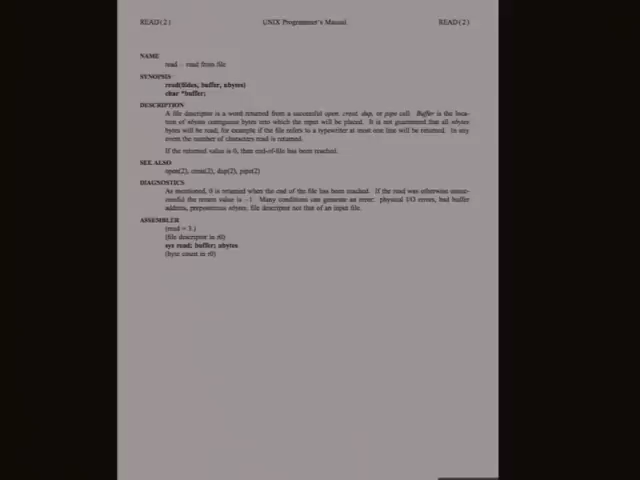 READ(2) UNIX Programmer's Manual READ(2)
NAME
read – read from file
SYNOPSIS
read(fildes, buffer, nbytes)
char *buffer;
DESCRIPTION
A file descriptor is a word returned from a successful open, creat, dup, or pipe call. Buffer is the loca-
tion of nbytes contiguous bytes into which the input will be placed. It is not guaranteed that all nbytes
bytes will be read; for example if the file refers to a typewriter at most one line will be returned. In any
event the number of characters read is returned.
If the returned value is 0, then end-of-file has been reached.
SEE ALSO
open(2), creat(2), dup(2), pipe(2)
DIAGNOSTICS
As mentioned, 0 is returned when the end of the file has been reached. If the read was otherwise unsuc-
cessful the return value is −1. Many conditions can generate an error: physical I/O errors, bad buffer
address, preposterous nbytes, file descriptor not that of an input file.
ASSEMBLER
(read = 3.)
(file descriptor in r0)
sys read; buffer; nbytes
(byte count in r0)